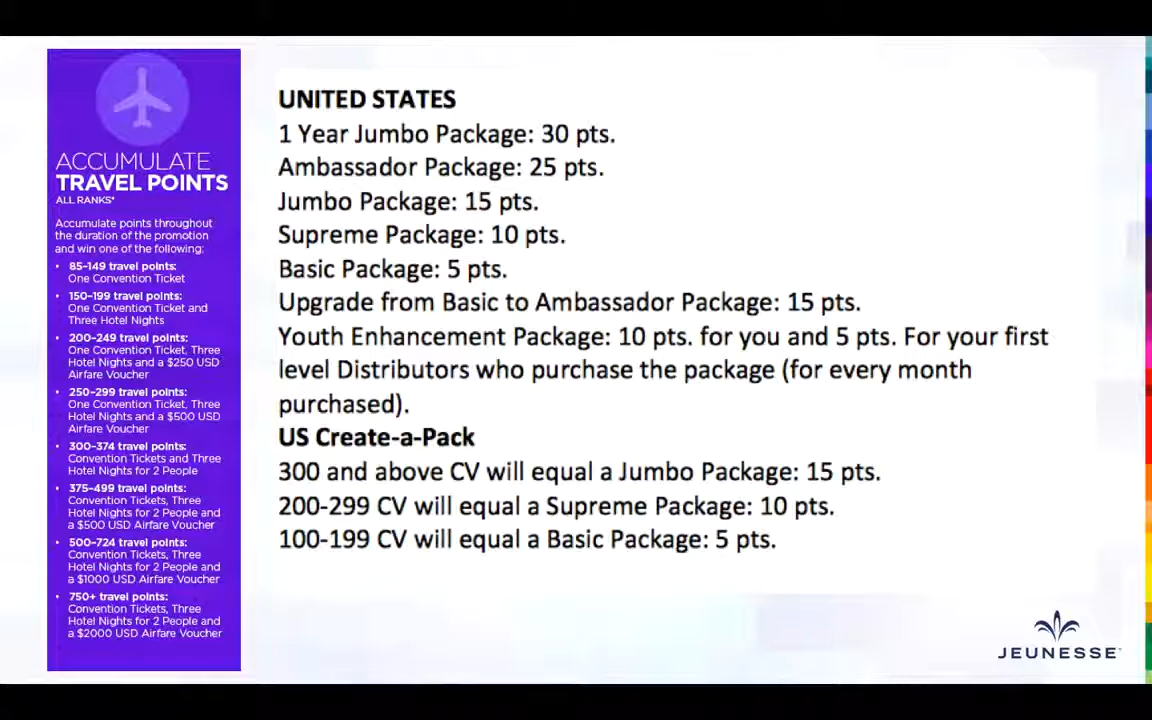 ACCUMULATE
TRAVEL POINTS
ALL RANKS*
Accumulate points throughout
the duration of the promotion
and win one of the following:
• 85-149 travel points:
One Convention Ticket
• 150-199 travel points:
One Convention Ticket and
Three Hotel Nights
• 200-249 travel points:
One Convention Ticket, Three
Hotel Nights and a $250 USD
Airfare Voucher
• 250-299 travel points:
One Convention Ticket, Three
Hotel Nights and a $500 USD
Airfare Voucher
• 300-374 travel points:
Convention Tickets and Three
Hotel Nights for 2 People
• 375-499 travel points:
Convention Tickets, Three
Hotel Nights for 2 People and
a $500 USD Airfare Voucher
• 500-724 travel points:
Convention Tickets, Three
Hotel Nights for 2 People and
a $1000 USD Airfare Voucher
• 750+ travel points:
Convention Tickets, Three
Hotel Nights for 2 People and
a $2000 USD Airfare Voucher
UNITED STATES
1 Year Jumbo Package: 30 pts.
Ambassador Package: 25 pts.
Jumbo Package: 15 pts.
Supreme Package: 10 pts.
Basic Package: 5 pts.
Upgrade from Basic to Ambassador Package: 15 pts.
Youth Enhancement Package: 10 pts. for you and 5 pts. For your first
level Distributors who purchase the package (for every month
purchased).
US Create-a-Pack
300 and above CV will equal a Jumbo Package: 15 pts.
200-299 CV will equal a Supreme Package: 10 pts.
100-199 CV will equal a Basic Package: 5 pts.
JEUNESSE